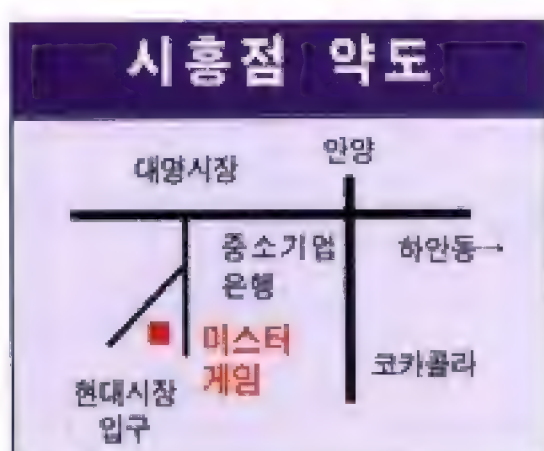 시흥점 약도
안양
대명시장
중소기업
은행
하안동→
미스터
게임
코카콜라
현대시장
입구